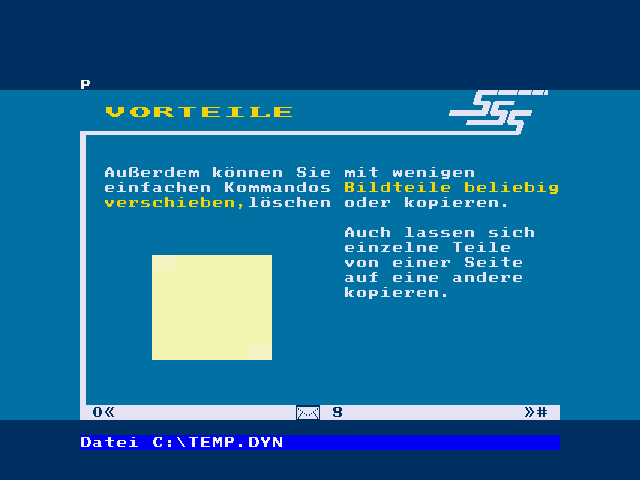 P
SSS
VORTEILE
Außerdem können Sie mit wenigen
einfachen Kommandos Bildteile beliebig
verschieben,löschen oder kopieren.
Auch lassen sich
einzelne Teile
von einer Seite
auf eine andere
kopieren.
0« 9 »#
Datei C:\TEMP.DYN